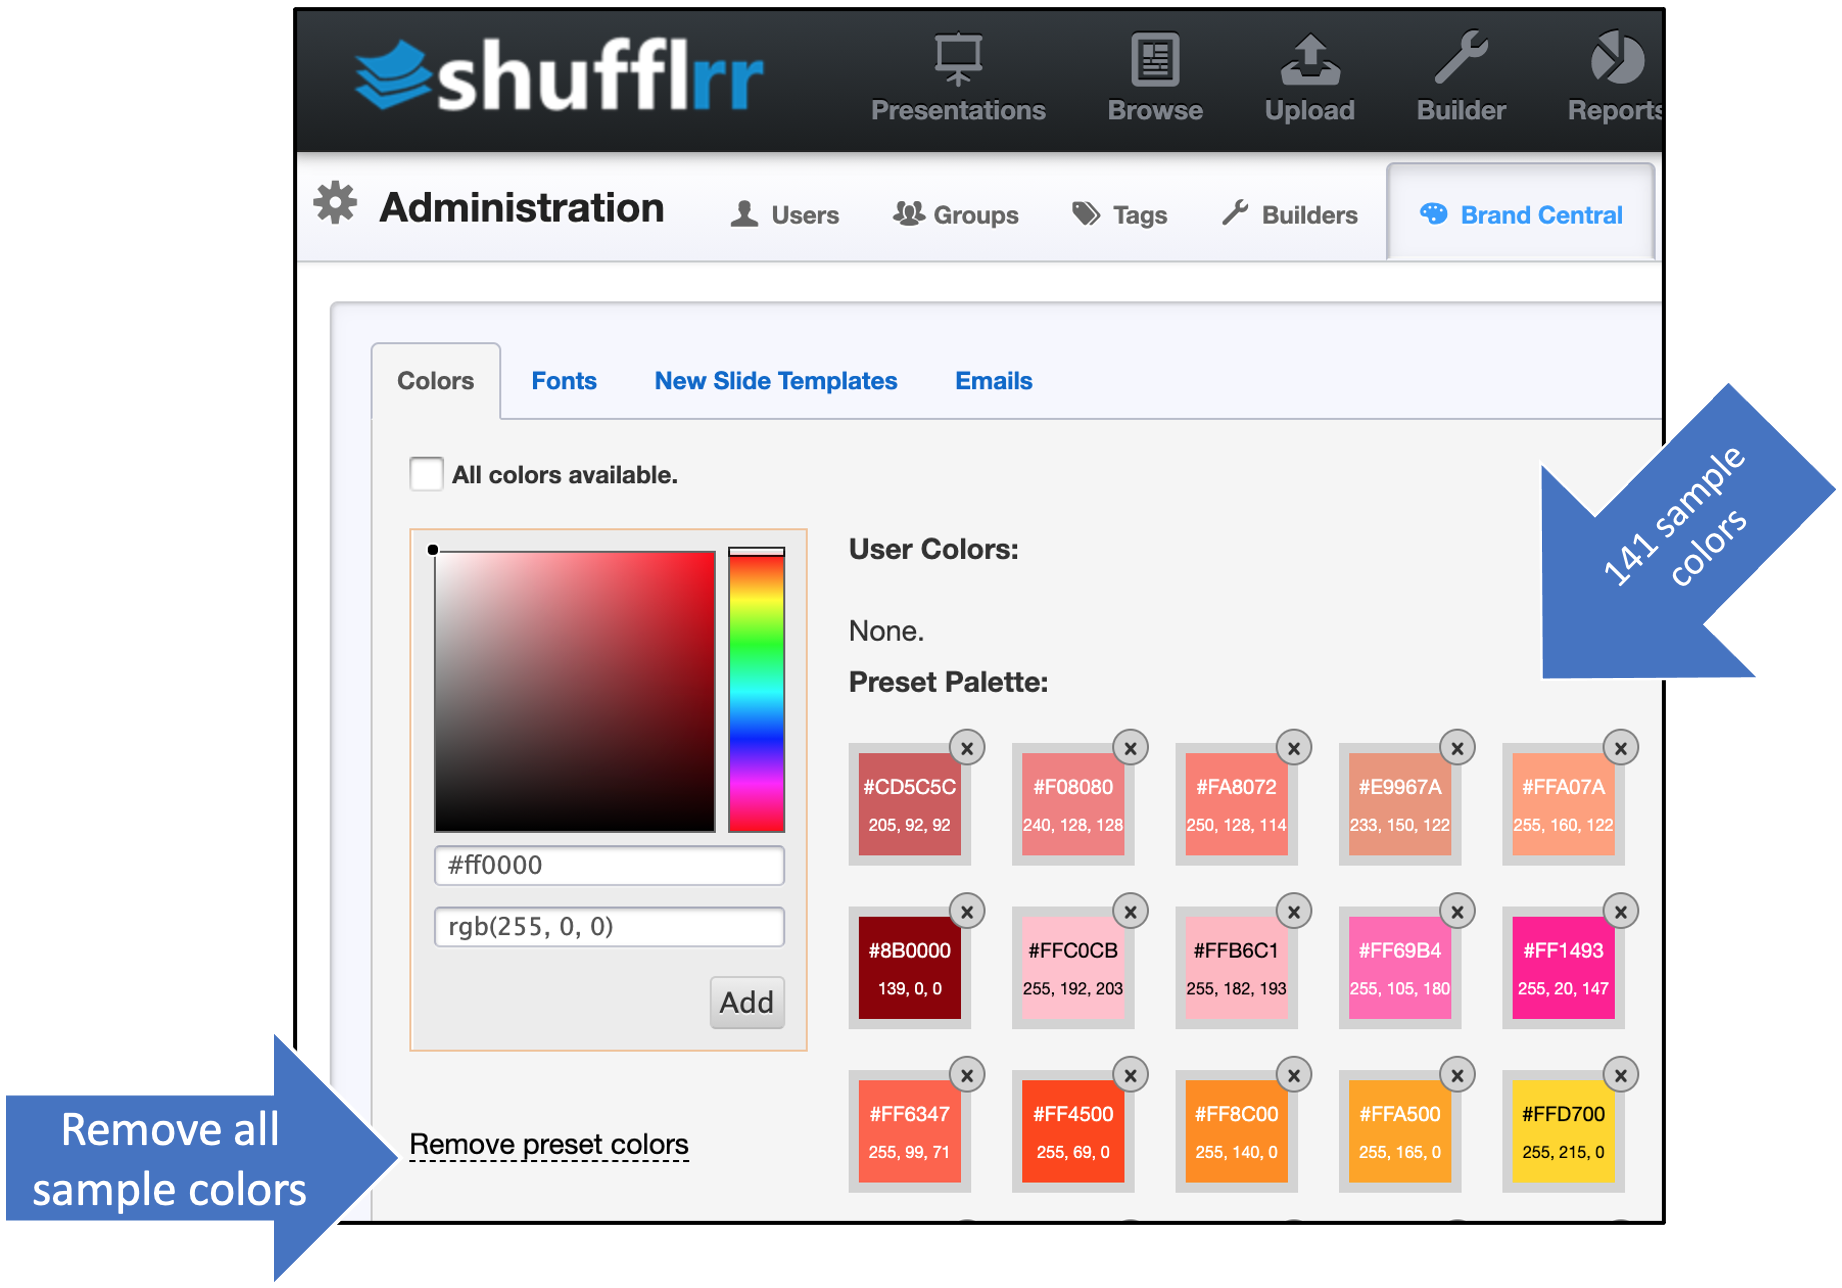 shufflrr
Presentations
Browse
Upload
Builder
Reports
Administration
Users
Groups
Tags
Builders
Brand Central
Colors
Fonts
New Slide Templates
Emails
All colors available.
141 sample
colors
User Colors:
None.
Preset Palette:
#ff0000
rgb(255, 0, 0)
Add
Remove all
sample colors
Remove preset colors
#CD5C5C
205, 92, 92
#F08080
240, 128, 128
#FA8072
250, 128, 114
#E9967A
233, 150, 122
#FFA07A
255, 160, 122
#8B0000
139, 0, 0
#FFC0CB
255, 192, 203
#FFB6C1
255, 182, 193
#FF69B4
255, 105, 180
#FF1493
255, 20, 147
#FF6347
255, 99, 71
#FF4500
255, 69, 0
#FF8C00
255, 140, 0
#FFA500
255, 165, 0
#FFD700
255, 215, 0